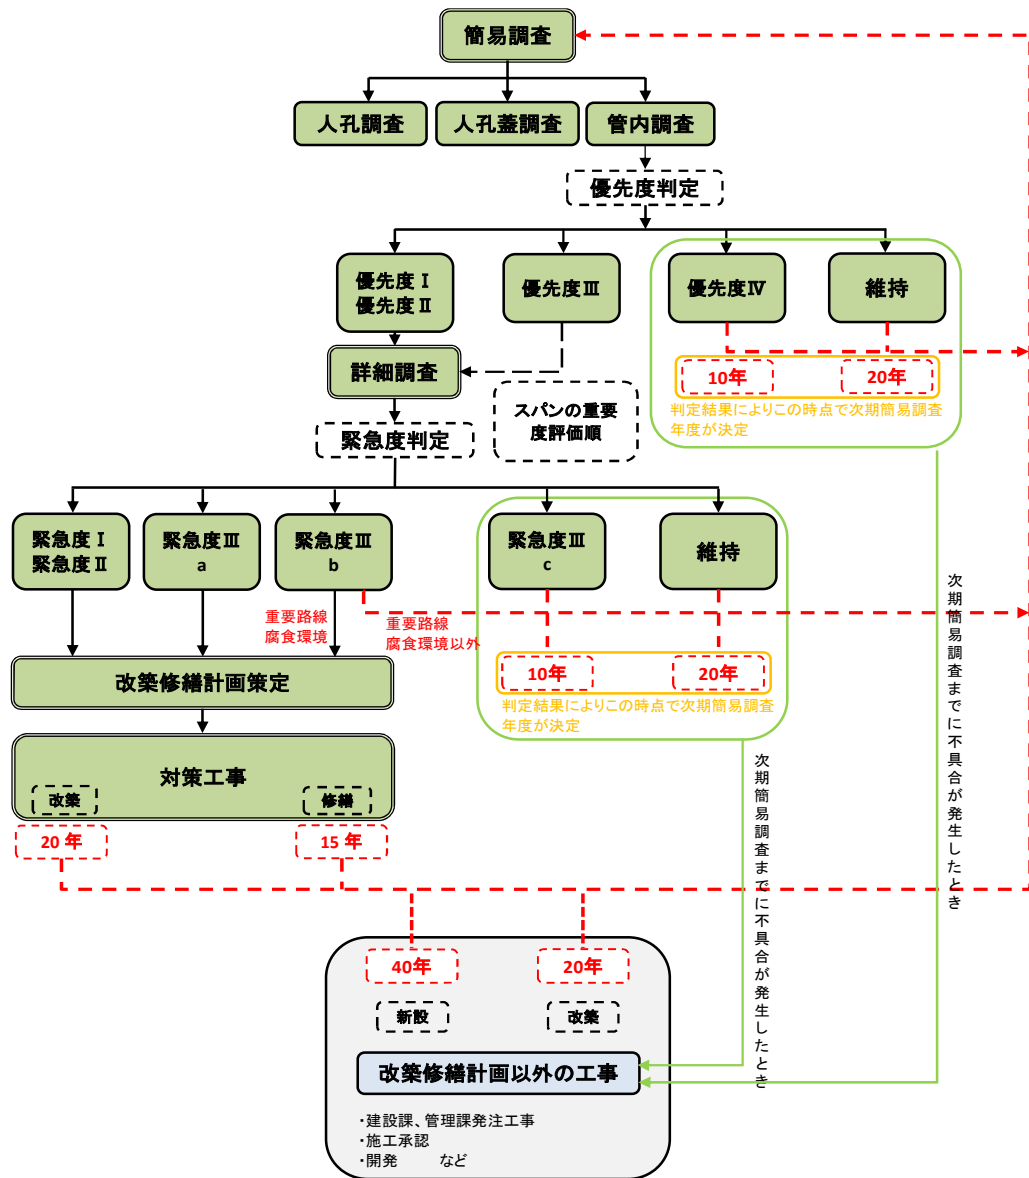 簡易調査
人孔調査
人孔蓋調査
管内調査
優先度判定
優先度Ⅰ
優先度Ⅱ
優先度Ⅲ
優先度Ⅳ
維持
10年
20年
判定結果によりこの時点で次期簡易調査
年度が決定
詳細調査
スパンの重要
度評価順
緊急度判定
緊急度Ⅰ
緊急度Ⅱ
緊急度Ⅲ
a
緊急度Ⅲ
b
緊急度Ⅲ
c
維持
重要路線
腐食環境
重要路線
腐食環境以外
10年
20年
判定結果によりこの時点で次期簡易調査
年度が決定
次期簡易調査までに不具合が発生したとき
次期簡易調査までに不具合が発生したとき
改築修繕計画策定
対策工事
改築
修繕
20 年
15 年
40年
20年
新設
改築
改築修繕計画以外の工事
・建設課、管理課発注工事
・施工承認
・開発　　など